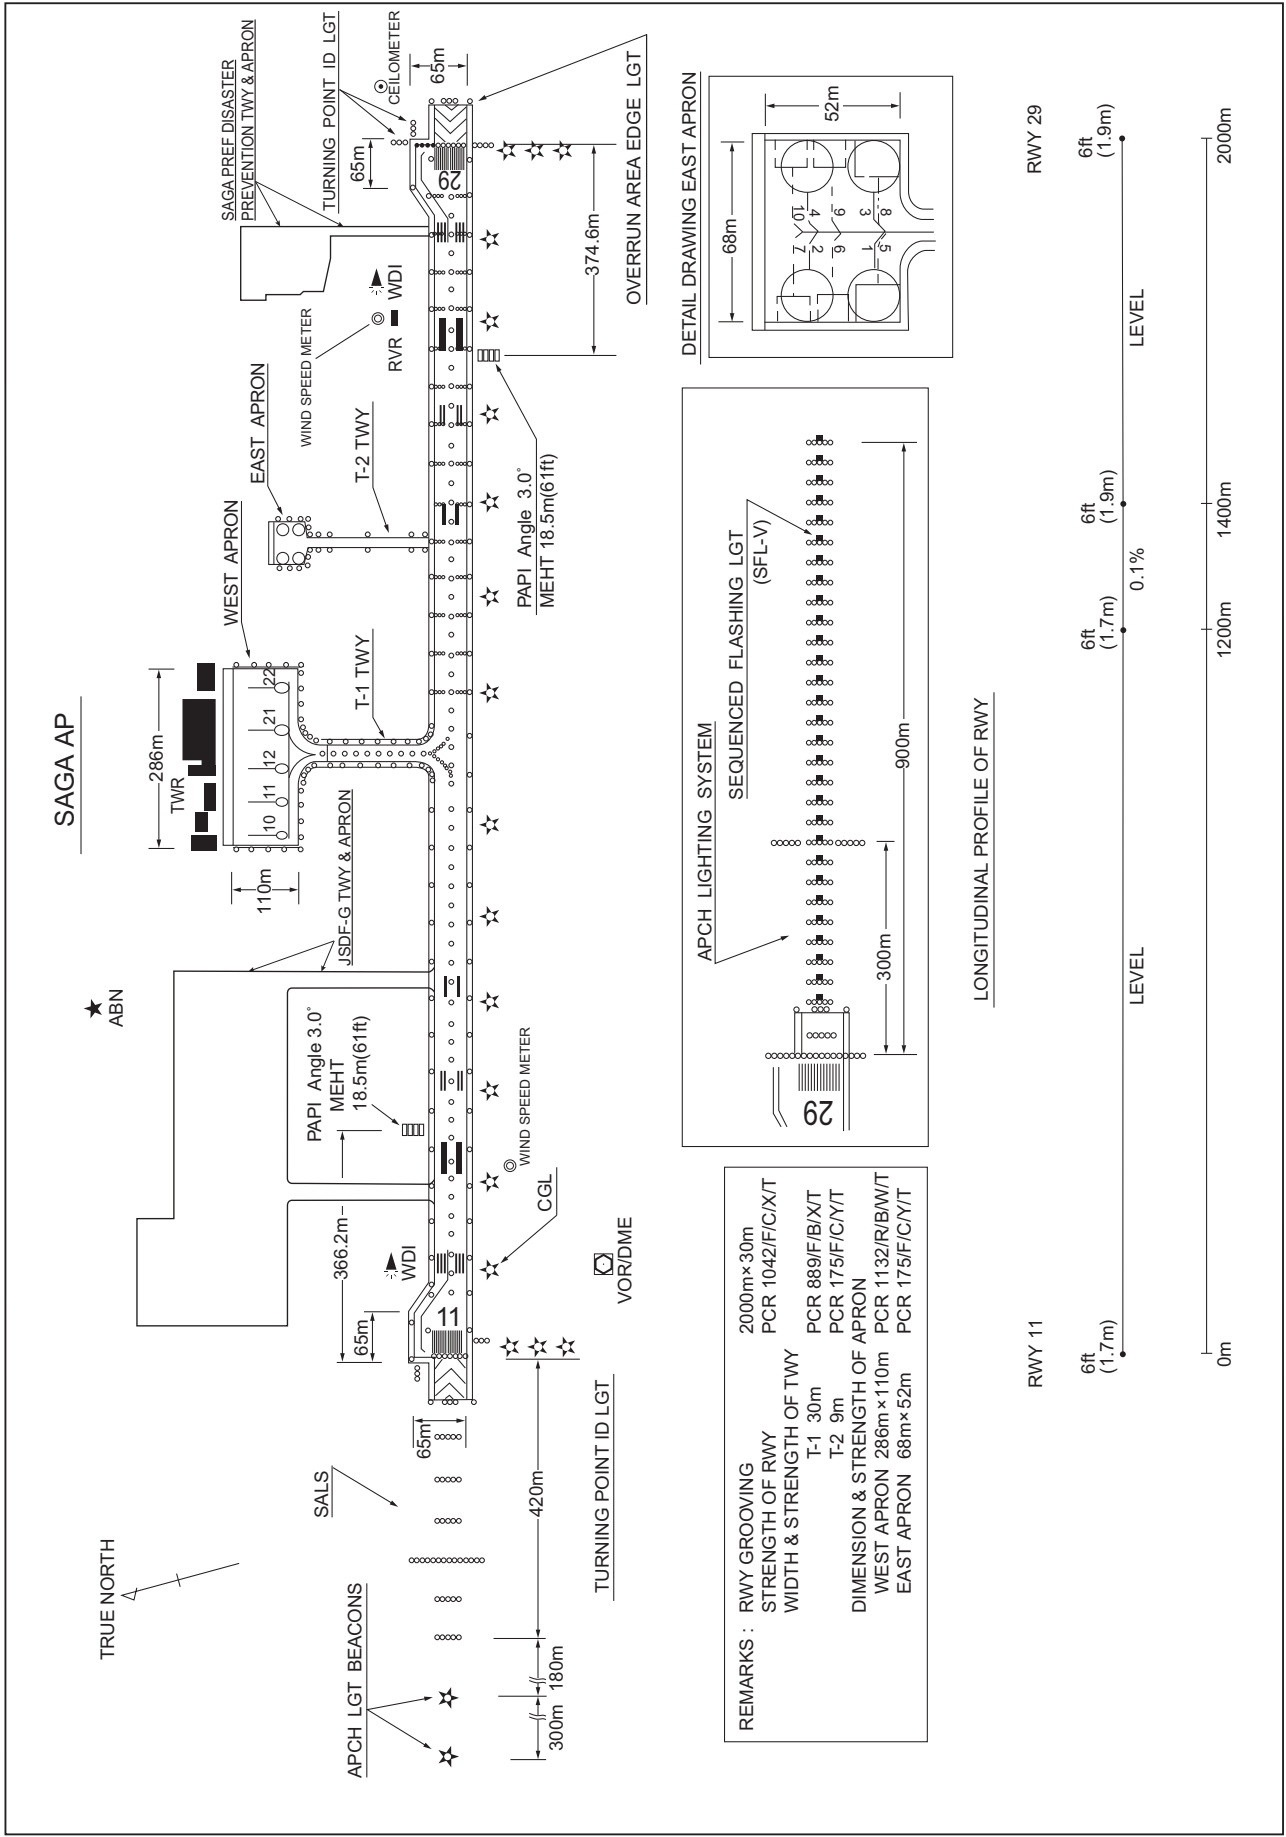 SAGA AP
TRUE NORTH
ABN
286m
TWR
110m
10
11
12
21
22
WEST APRON
EAST APRON
SAGA PREF DISASTER
PREVENTION TWY & APRON
TURNING POINT ID LGT
CEILOMETER
65m
65m
WIND SPEED METER
RVR
WDI
T-2 TWY
T-1 TWY
JSDF-G TWY & APRON
PAPI Angle 3.0°
MEHT
18.5m(61ft)
366.2m
WDI
65m
65m
SALS
APCH LGT BEACONS
11
29
300m
180m
420m
TURNING POINT ID LGT
CGL
WIND SPEED METER
VOR/DME
PAPI Angle 3.0°
MEHT 18.5m(61ft)
374.6m
OVERRUN AREA EDGE LGT
REMARKS : RWY GROOVING 2000m×30m
STRENGTH OF RWY PCR 1042/F/C/X/T
WIDTH & STRENGTH OF TWY
T-1 30m PCR 889/F/B/X/T
T-2 9m PCR 175/F/C/Y/T
DIMENSION & STRENGTH OF APRON
WEST APRON 286m×110m PCR 1132/R/B/W/T
EAST APRON 68m×52m PCR 175/F/C/Y/T
APCH LIGHTING SYSTEM
SEQUENCED FLASHING LGT
(SFL-V)
29
300m
900m
DETAIL DRAWING EAST APRON
68m
52m
7
10
2
4
6
9
1
3
5
8
LONGITUDINAL PROFILE OF RWY
RWY 11
RWY 29
6ft
(1.7m)
6ft
(1.7m)
6ft
(1.9m)
6ft
(1.9m)
LEVEL
0.1%
LEVEL
0m
1200m
1400m
2000m